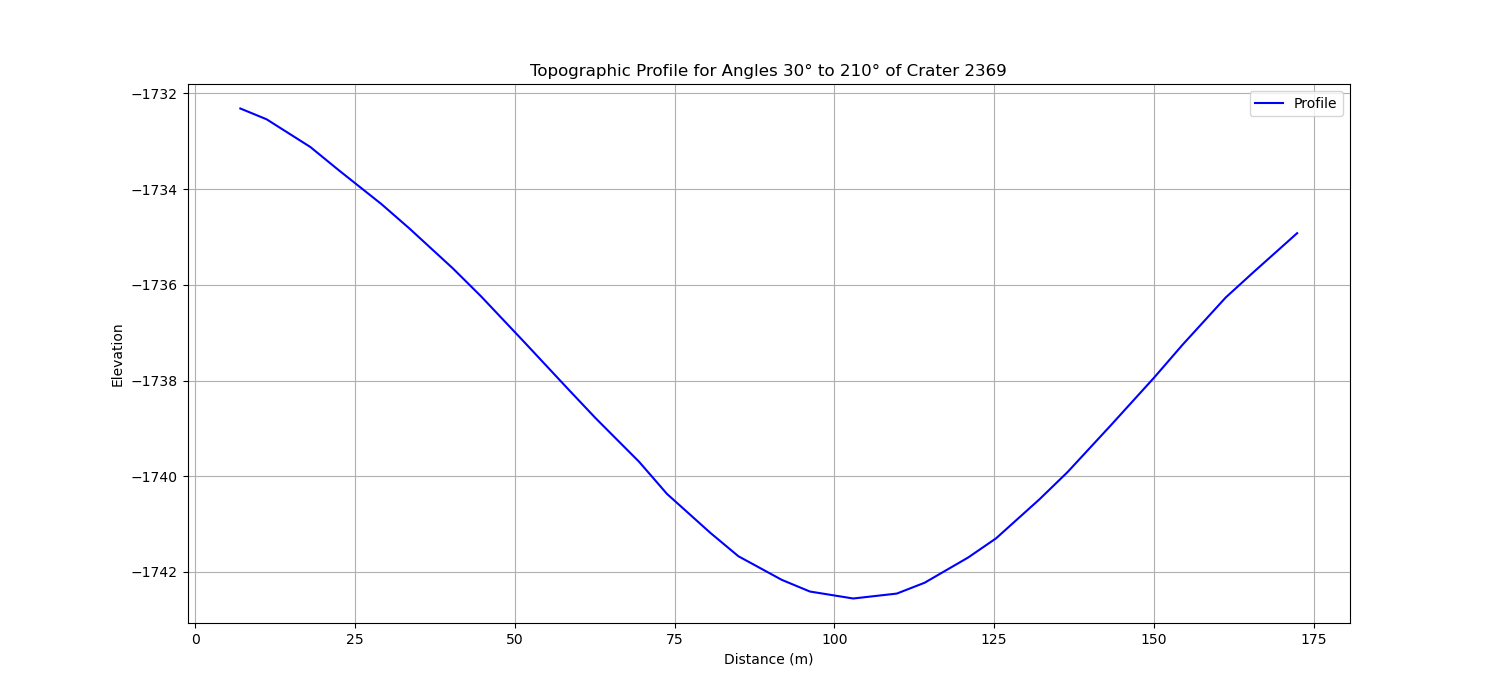 Topographic Profile for Angles 30° to 210° of Crater 2369
Profile
−1732
−1734
−1736
−1738
−1740
−1742
Elevation
0 25 50 75 100 125 150 175
Distance (m)